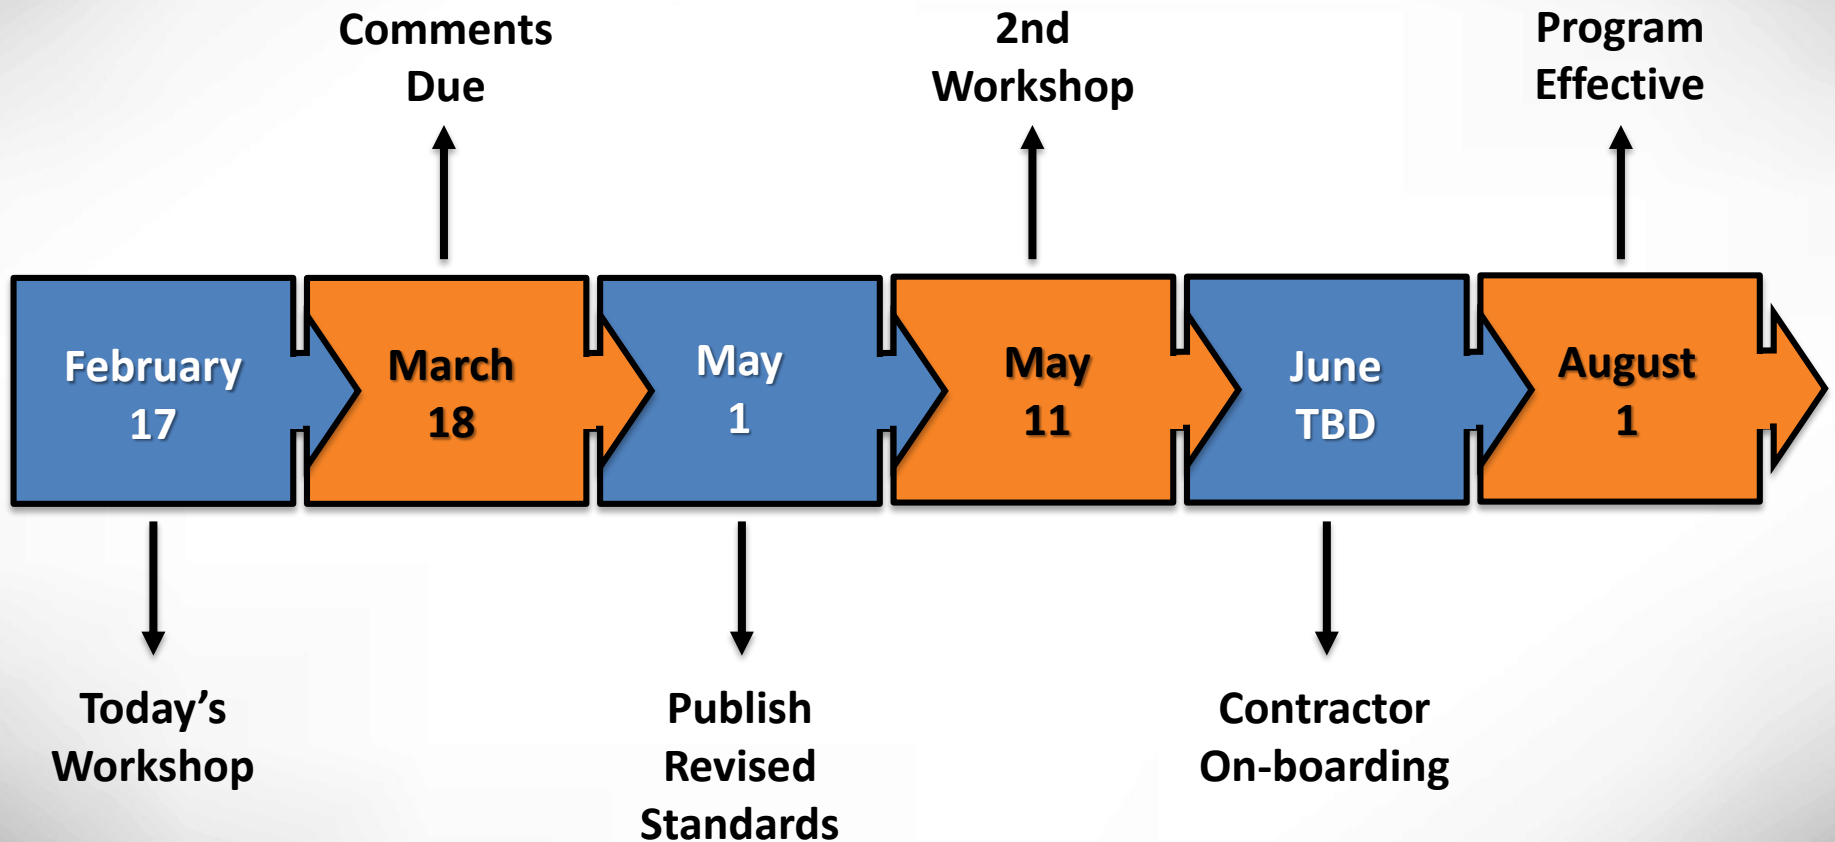 Comments
Due
2nd
Workshop
Program
Effective
February
17
March
18
May
1
May
11
June
TBD
August
1
Today’s
Workshop
Publish
Revised
Standards
Contractor
On-boarding